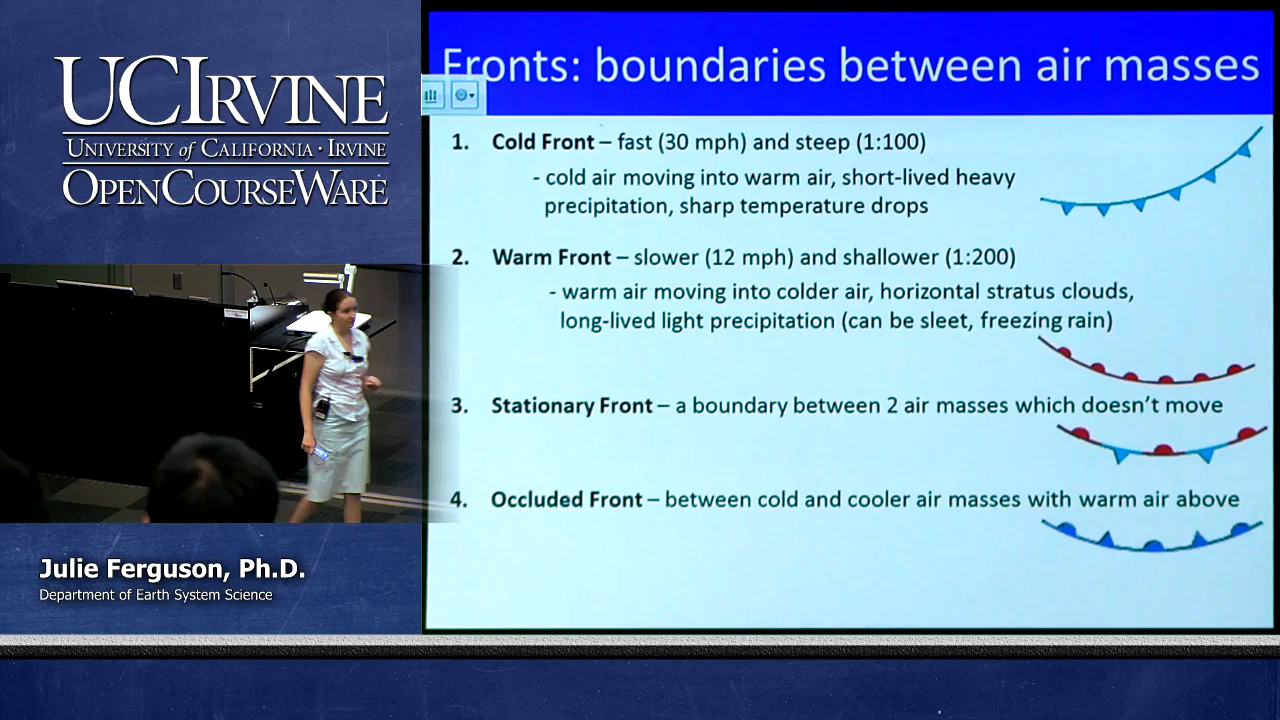 UCIRVINE
UNIVERSITY of CALIFORNIA · IRVINE
OPENCOURSEWARE
Julie Ferguson, Ph.D.
Department of Earth System Science
Fronts: boundaries between air masses
1. Cold Front – fast (30 mph) and steep (1:100)
- cold air moving into warm air, short-lived heavy
precipitation, sharp temperature drops
2. Warm Front – slower (12 mph) and shallower (1:200)
- warm air moving into colder air, horizontal stratus clouds,
long-lived light precipitation (can be sleet, freezing rain)
3. Stationary Front – a boundary between 2 air masses which doesn't move
4. Occluded Front – between cold and cooler air masses with warm air above